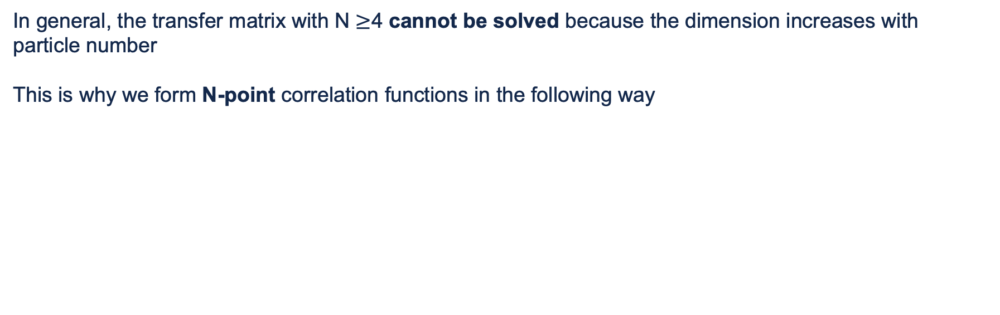 In general, the transfer matrix with N ≥4 cannot be solved because the dimension increases with
particle number
This is why we form N-point correlation functions in the following way